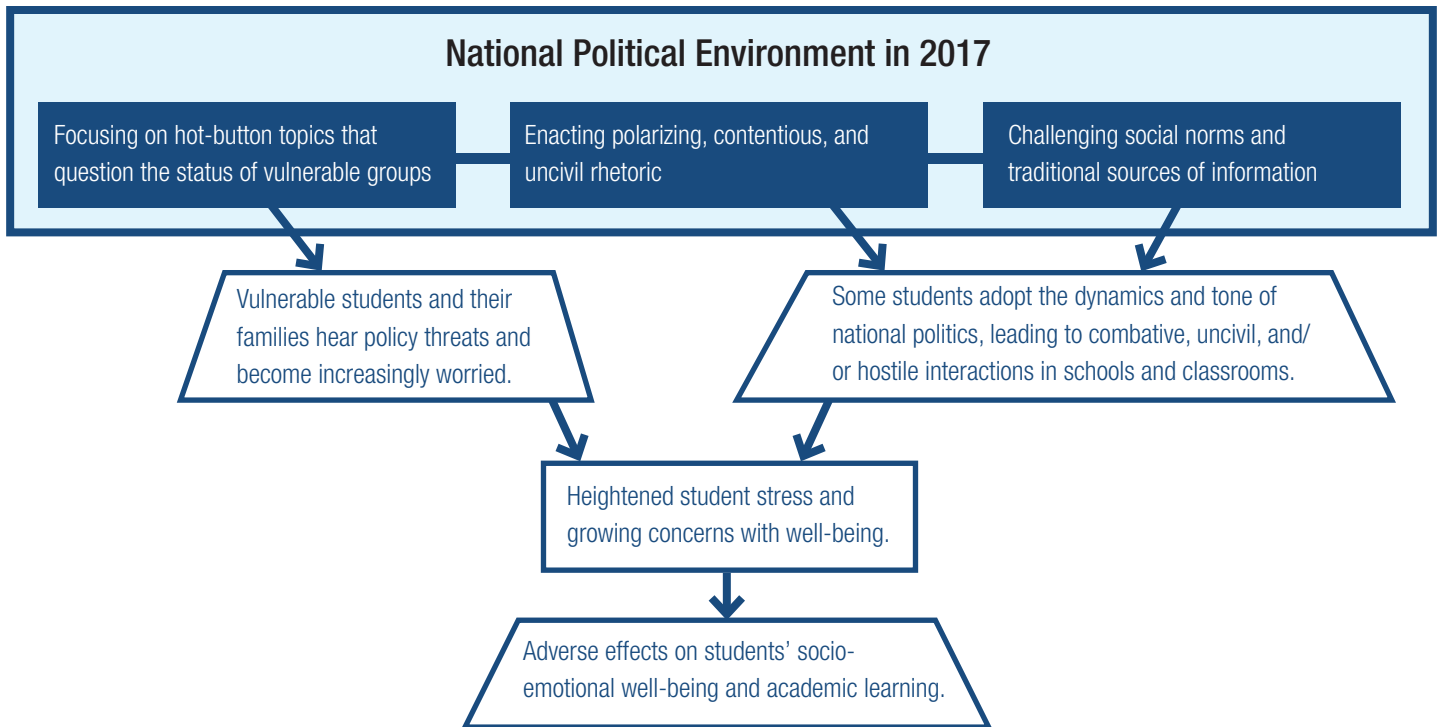 National Political Environment in 2017
Focusing on hot-button topics that
question the status of vulnerable groups
Enacting polarizing, contentious, and
uncivil rhetoric
Challenging social norms and
traditional sources of information
Vulnerable students and their
families hear policy threats and
become increasingly worried.
Some students adopt the dynamics and tone of
national politics, leading to combative, uncivil, and/
or hostile interactions in schools and classrooms.
Heightened student stress and
growing concerns with well-being.
Adverse effects on students’ socio-
emotional well-being and academic learning.